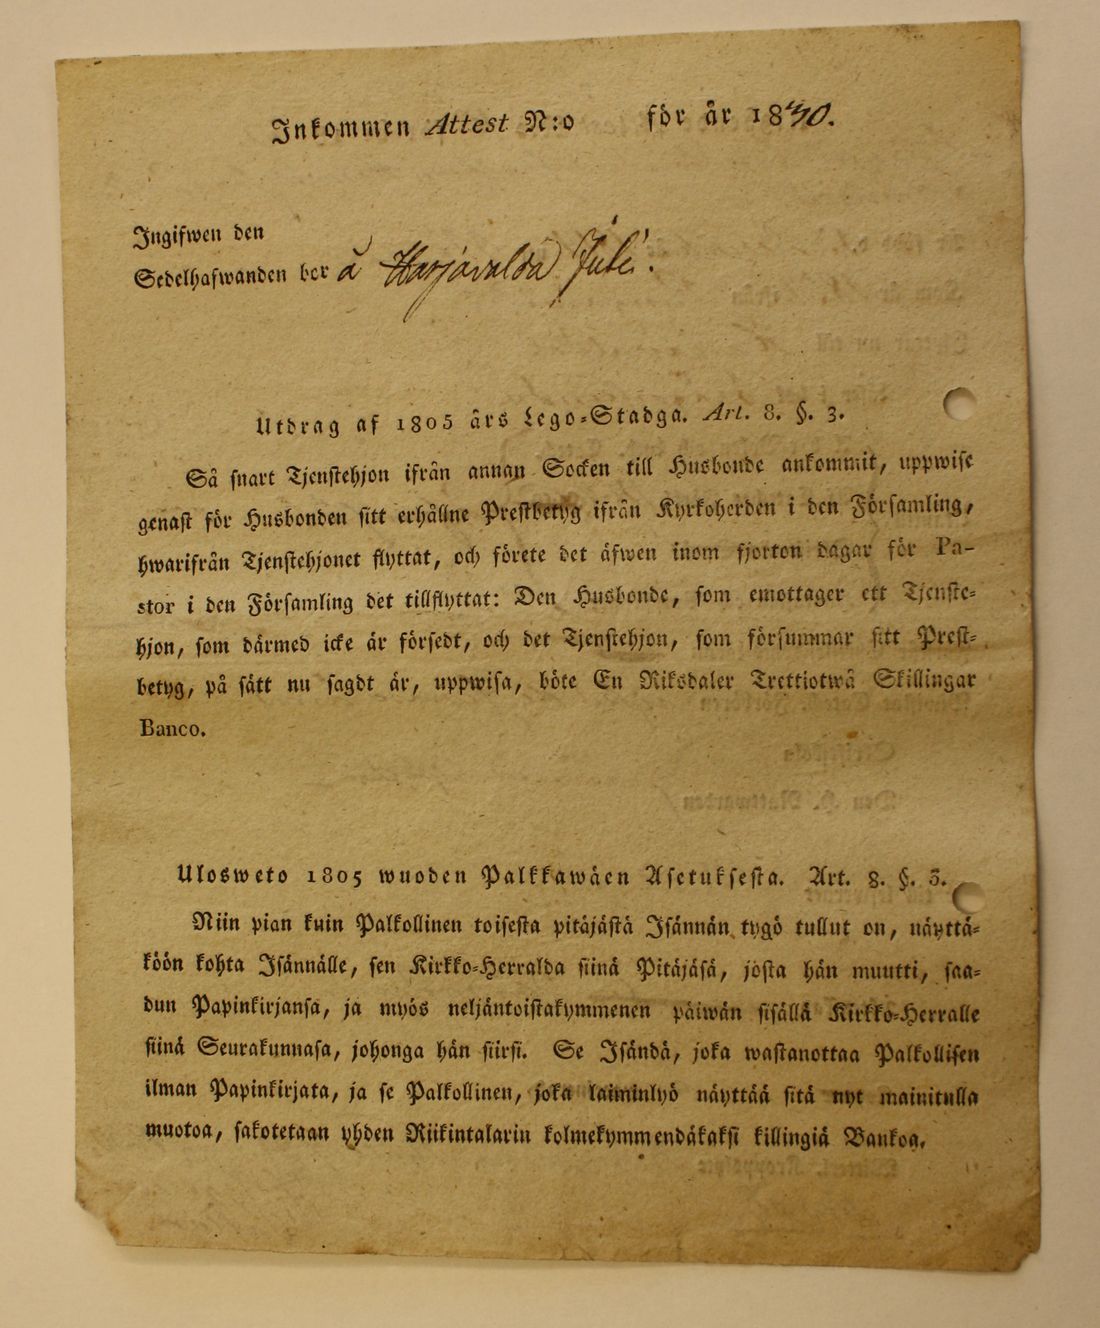 Inkommen Attest N:o för år 1840.
Ingifwen den
Sedelhafwanden bor å Harjavalda
Utdrag af 1805 års Lego-Stadga. Art. 8. §. 3.
Så snart Tjenstehjon ifrån annan Socken till Husbonde ankommit, uppwise
genast för Husbonden sitt erhållne Prestbetyg ifrån Kyrkoherden i den Församling,
hwarifrån Tjenstehjonet flyttat, och förete det äfwen inom fjorton dagar för Pa-
stor i den Församling det tillflyttat: Den Husbonde, som emottager ett Tjenste-
hjon, som därmed icke är försedt, och det Tjenstehjon, som försummar sitt Prest-
betyg, på sätt nu sagdt är, uppwisa, böte En Riksdaler Trettiotwå Skillingar
Banco.
Ulosweto 1805 wuoden Palkkawäen Asetuksesta. Art. 8. §. 3.
Niin pian kuin Palkollinen toisesta pitäjästä Isännän tygö tullut on, näyttä-
köön kohta Isännälle, sen Kirkko-Herralda siinä Pitäjäsä, josta hän muutti, saa-
dun Papinkirjansa, ja myös neljäntoistakymmenen päiwän sisällä Kirkko-Herralle
siinä Seurakunnasa, johonga hän siirsi. Se Isändä, joka wastanottaa Palkollisen
ilman Papinkirjata, ja se Palkollinen, joka laiminlyö näyttää sitä nyt mainitulla
muotoa, sakotetaan yhden Riikintalarin kolmekymmendäkaksi killingiä Bankoa.